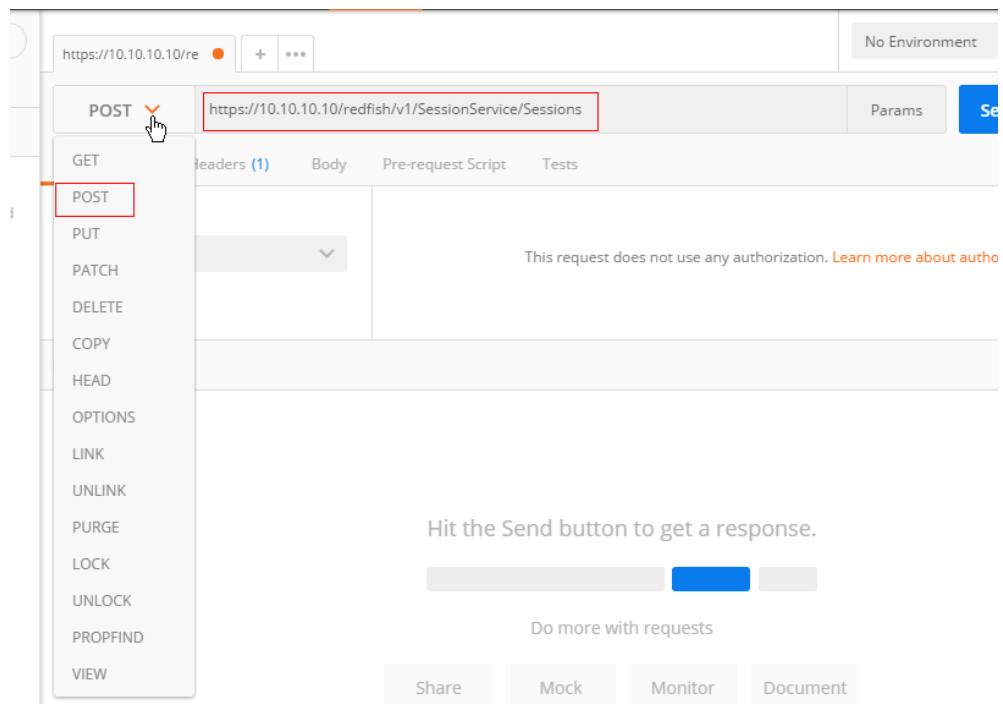 No Environment
https://10.10.10.10/re
+
POST
https://10.10.10.10/redfish/v1/SessionService/Sessions
Params
Se
GET
Headers (1)
Body
Pre-request Script
Tests
POST
PUT
This request does not use any authorization. Learn more about autho
PATCH
DELETE
COPY
HEAD
OPTIONS
LINK
UNLINK
PURGE
Hit the Send button to get a response.
LOCK
UNLOCK
PROPFIND
Do more with requests
VIEW
Share
Mock
Monitor
Document